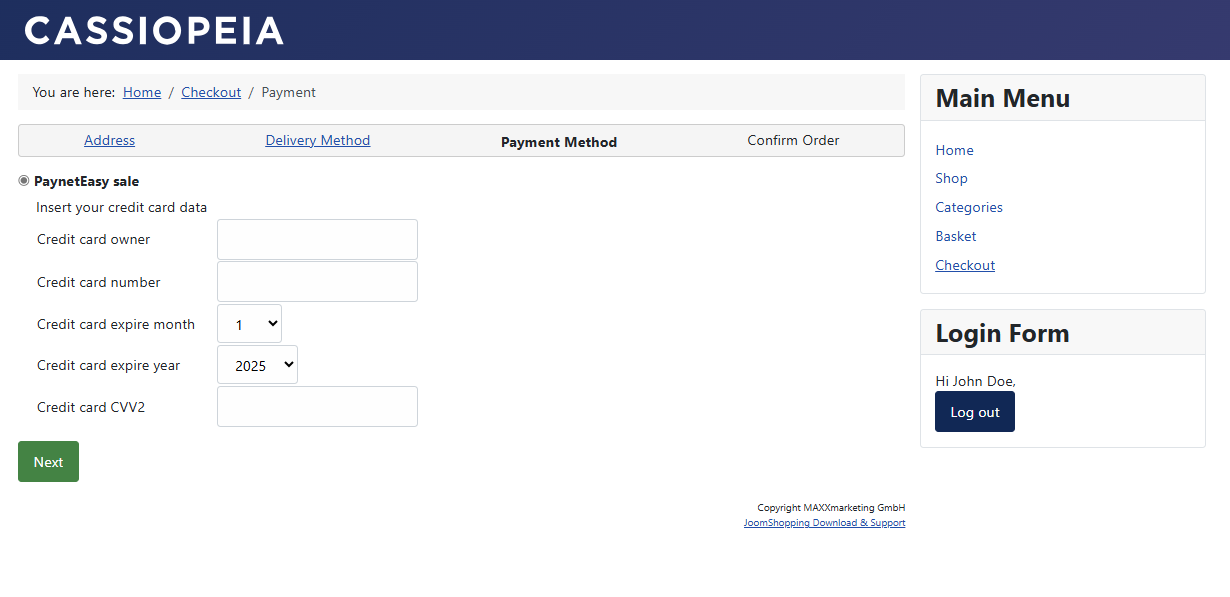 CASSIOPEIA
You are here: Home / Checkout / Payment
Address Delivery Method Payment Method Confirm Order
PaynetEasy sale
Insert your credit card data
Credit card owner
Credit card number
Credit card expire month 1
Credit card expire year 2025
Credit card CVV2
Next
Copyright MAXXmarketing GmbH
JoomShopping Download & Support
Main Menu
Home
Shop
Categories
Basket
Checkout
Login Form
Hi John Doe,
Log out